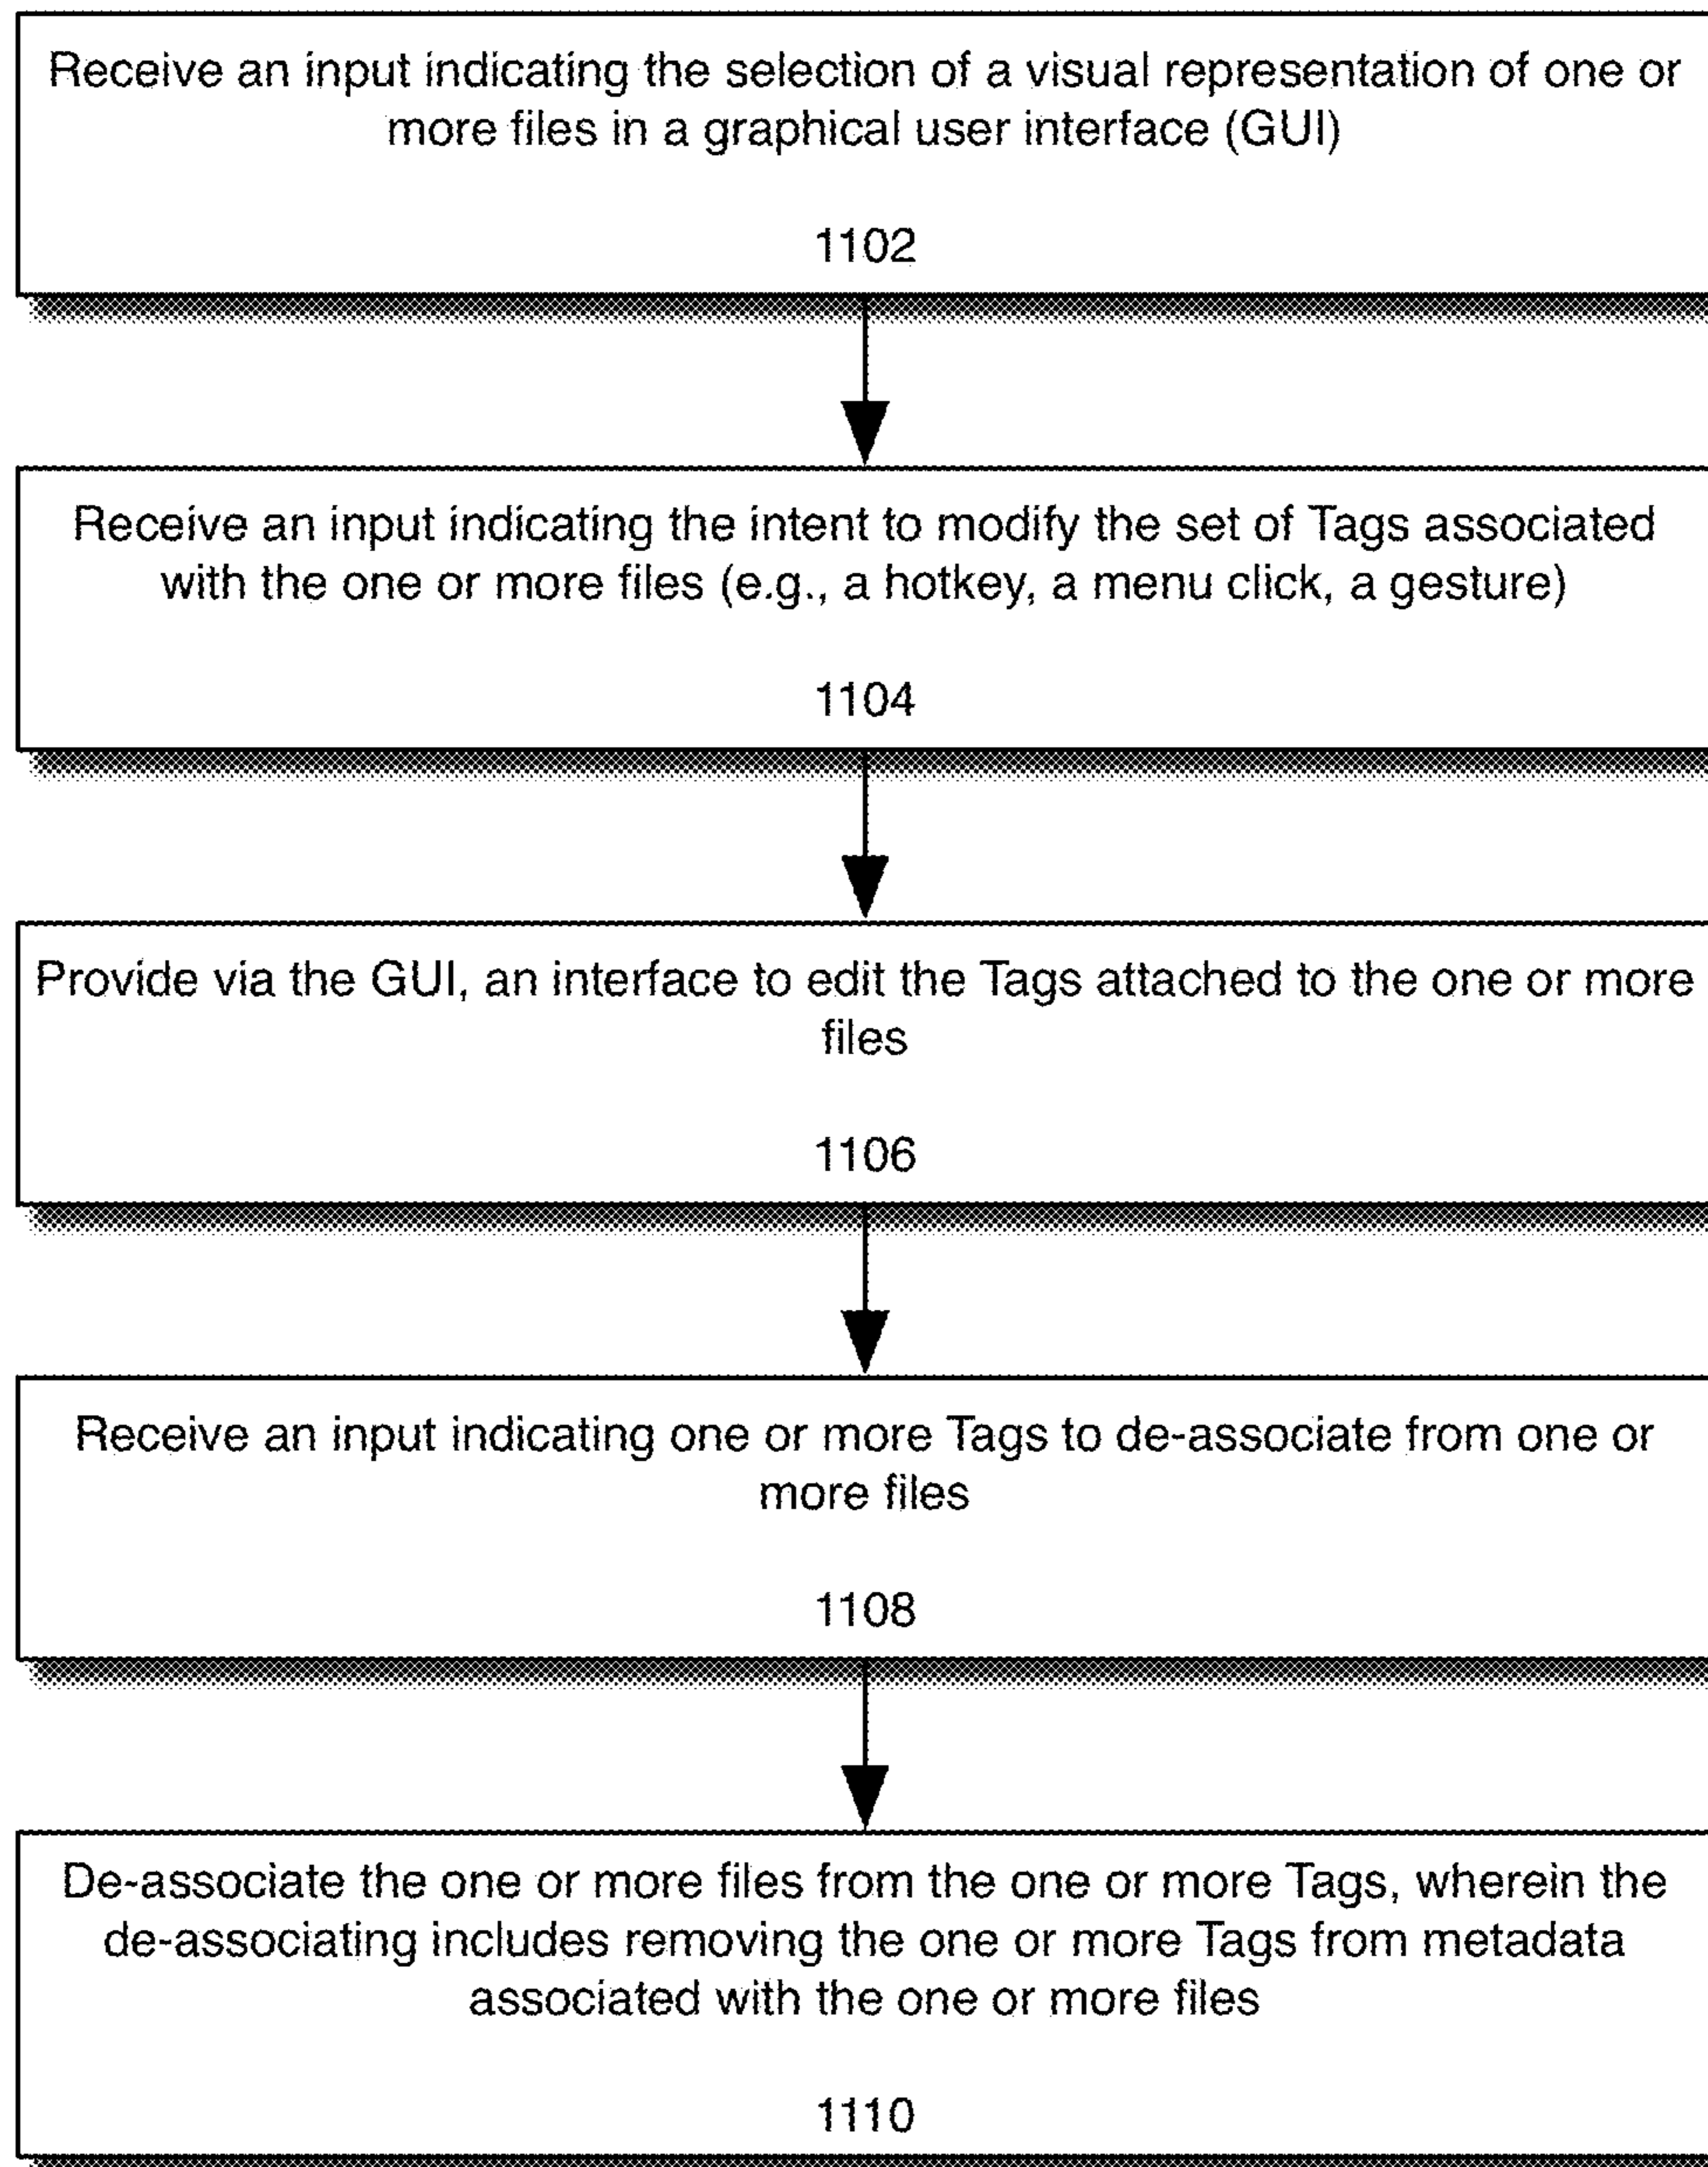 Receive an input indicating the selection of a visual representation of one or
more files in a graphical user interface (GUI)
1102
Receive an input indicating the intent to modify the set of Tags associated
with the one or more files (e.g., a hotkey, a menu click, a gesture)
1104
Provide via the GUI, an interface to edit the Tags attached to the one or more
files
1106
Receive an input indicating one or more Tags to de-associate from one or
more files
1108
De-associate the one or more files from the one or more Tags, wherein the
de-associating includes removing the one or more Tags from metadata
associated with the one or more files
1110